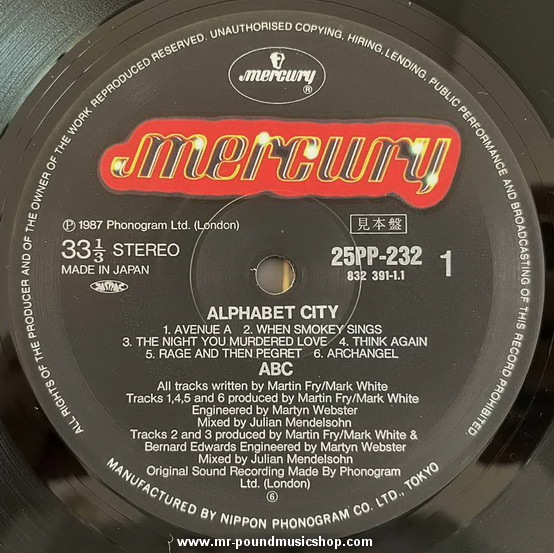 ALL RIGHTS OF THE PRODUCER AND OF THE OWNER OF THE WORK REPRODUCED RESERVED. UNAUTHORISED COPYING, HIRING, LENDING, PUBLIC PERFORMANCE AND BROADCASTING OF THIS RECORD PROHIBITED.
mercury®
mercury
Ⓟ 1987 Phonogram Ltd. (London)
33 1/3 STEREO
MADE IN JAPAN
JASRAC
見本盤
25PP-232
832 391-1.1
1
ALPHABET CITY
1. AVENUE A 2. WHEN SMOKEY SINGS
3. THE NIGHT YOU MURDERED LOVE 4. THINK AGAIN
5. RAGE AND THEN PEGRET 6. ARCHANGEL
ABC
All tracks written by Martin Fry/Mark White
Tracks 1,4,5 and 6 produced by Martin Fry/Mark White
Engineered by Martyn Webster
Mixed by Julian Mendelsohn
Tracks 2 and 3 produced by Martin Fry/Mark White &
Bernard Edwards Engineered by Martyn Webster
Mixed by Julian Mendelsohn
Original Sound Recording Made By Phonogram
Ltd. (London)
⑥
MANUFACTURED BY NIPPON PHONOGRAM CO. LTD., TOKYO
www.mr-poundmusicshop.com